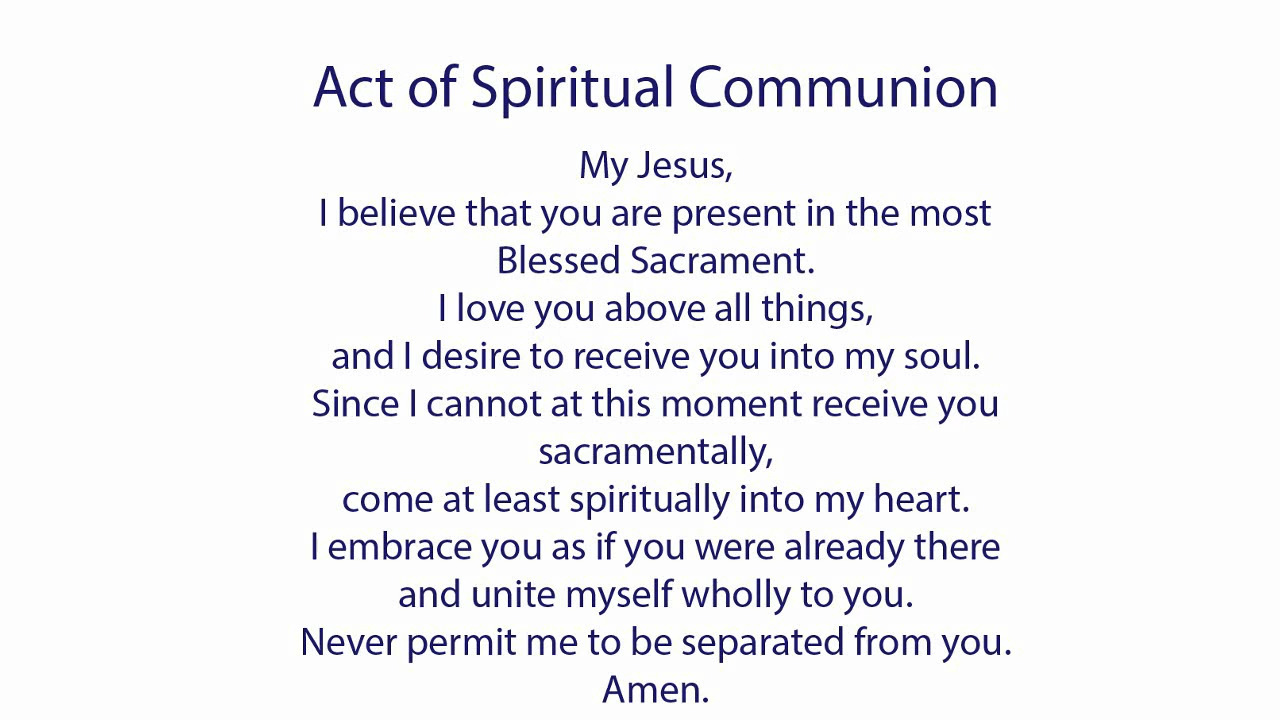 Act of Spiritual Communion
My Jesus,
I believe that you are present in the most
Blessed Sacrament.
I love you above all things,
and I desire to receive you into my soul.
Since I cannot at this moment receive you
sacramentally,
come at least spiritually into my heart.
I embrace you as if you were already there
and unite myself wholly to you.
Never permit me to be separated from you.
Amen.